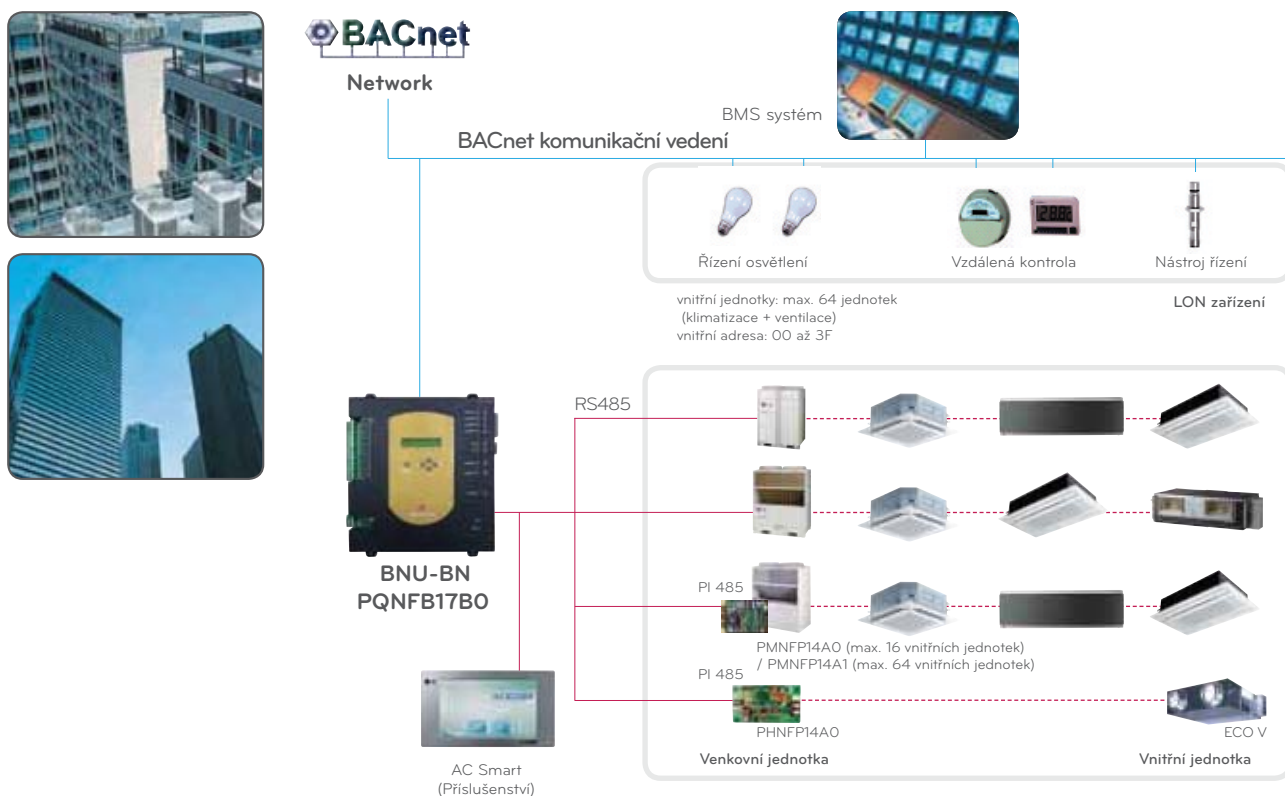 BACnet
Network
BMS systém
BACnet komunikační vedení
Řízení osvětlení
Vzdálená kontrola
Nástroj řízení
vnitřní jednotky: max. 64 jednotek
(klimatizace + ventilace)
vnitřní adresa: 00 až 3F
LON zařízení
RS485
BNU-BN
PQNFB17B0
PI 485
PMNFP14A0 (max. 16 vnitřních jednotek)
/ PMNFP14A1 (max. 64 vnitřních jednotek)
PI 485
PHNFP14A0
ECO V
Venkovní jednotka
Vnitřní jednotka
AC Smart
(Příslušenství)